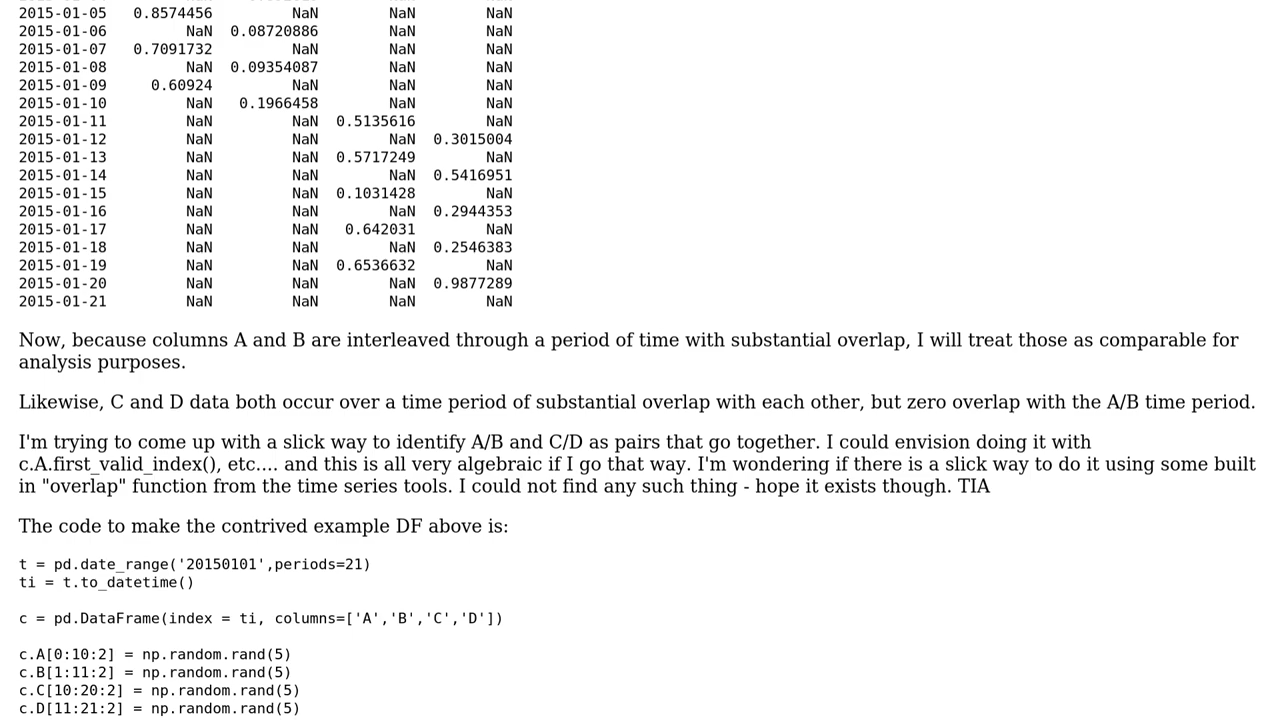 2015-01-05 0.8574456 NaN NaN NaN
2015-01-06 NaN 0.08720886 NaN NaN
2015-01-07 0.7091732 NaN NaN NaN
2015-01-08 NaN 0.09354087 NaN NaN
2015-01-09 0.60924 NaN NaN NaN
2015-01-10 NaN 0.1966458 NaN NaN
2015-01-11 NaN NaN 0.5135616 NaN
2015-01-12 NaN NaN NaN 0.3015004
2015-01-13 NaN NaN 0.5717249 NaN
2015-01-14 NaN NaN NaN 0.5416951
2015-01-15 NaN NaN 0.1031428 NaN
2015-01-16 NaN NaN NaN 0.2944353
2015-01-17 NaN NaN 0.642031 NaN
2015-01-18 NaN NaN NaN 0.2546383
2015-01-19 NaN NaN 0.6536632 NaN
2015-01-20 NaN NaN NaN 0.9877289
2015-01-21 NaN NaN NaN NaN
Now, because columns A and B are interleaved through a period of time with substantial overlap, I will treat those as comparable for
analysis purposes.
Likewise, C and D data both occur over a time period of substantial overlap with each other, but zero overlap with the A/B time period.
I'm trying to come up with a slick way to identify A/B and C/D as pairs that go together. I could envision doing it with
c.A.first_valid_index(), etc.... and this is all very algebraic if I go that way. I'm wondering if there is a slick way to do it using some built
in "overlap" function from the time series tools. I could not find any such thing - hope it exists though. TIA
The code to make the contrived example DF above is:
t = pd.date_range('20150101',periods=21)
ti = t.to_datetime()
c = pd.DataFrame(index = ti, columns=['A','B','C','D'])
c.A[0:10:2] = np.random.rand(5)
c.B[1:11:2] = np.random.rand(5)
c.C[10:20:2] = np.random.rand(5)
c.D[11:21:2] = np.random.rand(5)